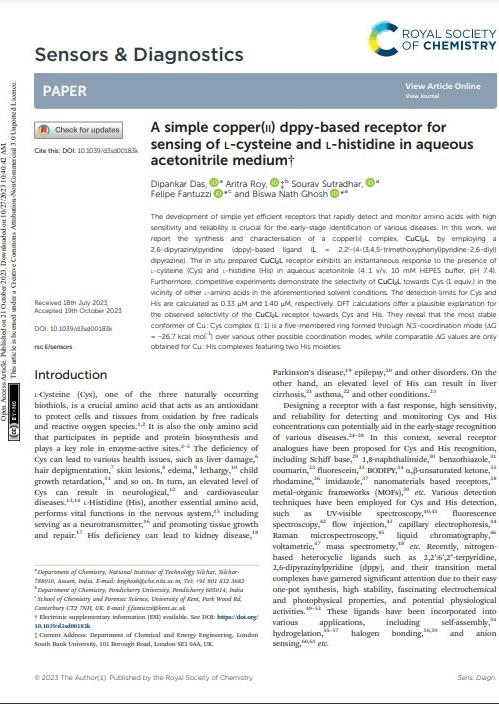 ROYAL SOCIETY
OF CHEMISTRY
Sensors & Diagnostics
PAPER
View Article Online
View Journal
Check for updates
Cite this: DOI: 10.1039/d3sd00183k
A simple copper(II) dppy-based receptor for
sensing of L-cysteine and L-histidine in aqueous
acetonitrile medium†
Dipankar Das, a Aritra Roy, ‡b Sourav Sutradhar, a
Felipe Fantuzzi *c and Biswa Nath Ghosh *a
The development of simple yet efficient receptors that rapidly detect and monitor amino acids with high
sensitivity and reliability is crucial for the early-stage identification of various diseases. In this work, we
report the synthesis and characterisation of a copper(II) complex, CuCl2L, by employing a
2,6-dipyrazinylpyridine (dppy)-based ligand (L = 2,2'-(4-(3,4,5-trimethoxyphenyl)pyridine-2,6-diyl)
dipyrazine). The in situ prepared CuCl2L receptor exhibits an instantaneous response to the presence of
L-cysteine (Cys) and L-histidine (His) in aqueous acetonitrile (4 : 1 v/v, 10 mM HEPES buffer, pH 7.4).
Furthermore, competitive experiments demonstrate the selectivity of CuCl2L towards Cys (1 equiv.) in the
vicinity of other L-amino acids in the aforementioned solvent conditions. The detection limits for Cys and
His are calculated as 0.33 μM and 1.40 μM, respectively. DFT calculations offer a plausible explanation for
the observed selectivity of the CuCl2L receptor towards Cys and His. They reveal that the most stable
conformer of Cu : Cys complex (1 : 1) is a five-membered ring formed through N,S-coordination mode (ΔG
= −26.7 kcal mol−1) over various other possible coordination modes, while comparable ΔG values are only
obtained for Cu : His complexes featuring two His moieties.
Received 18th July 2023,
Accepted 19th October 2023
DOI: 10.1039/d3sd00183k
rsc.li/sensors
Introduction
L-Cysteine (Cys), one of the three naturally occurring
biothiols, is a crucial amino acid that acts as an antioxidant
to protect cells and tissues from oxidation by free radicals
and reactive oxygen species.1,2 It is also the only amino acid
that participates in peptide and protein biosynthesis and
plays a key role in enzyme-active sites.2–5 The deficiency of
Cys can lead to various health issues, such as liver damage,6
hair depigmentation,7 skin lesions,8 edema,9 lethargy,10 child
growth retardation,11 and so on. In turn, an elevated level of
Cys can result in neurological,12 and cardiovascular
diseases.13,14 L-Histidine (His), another essential amino acid,
performs vital functions in the nervous system,15 including
serving as a neurotransmitter,16 and promoting tissue growth
and repair.17 His deficiency can lead to kidney disease,18
Parkinson's disease,19 epilepsy,20 and other disorders. On the
other hand, an elevated level of His can result in liver
cirrhosis,21 asthma,22 and other conditions.23
Designing a receptor with a fast response, high sensitivity,
and reliability for detecting and monitoring Cys and His
concentrations can potentially aid in the early-stage recognition
of various diseases.24–28 In this context, several receptor
analogues have been proposed for Cys and His recognition,
including Schiff base,29 1,8-naphthalimide,30 benzothiazole,31
coumarin,32 fluorescein,33 BODIPY,34 α,β-unsaturated ketone,35
rhodamine,36 imidazole,37 nanomaterials based receptors,38
metal–organic frameworks (MOFs),39 etc. Various detection
techniques have been employed for Cys and His detection,
such as UV-visible spectroscopy,40,41 fluorescence
spectroscopy,42 flow injection,43 capillary electrophoresis,44
Raman microspectroscopy,45 liquid chromatography,46
voltametric,47 mass spectrometry,48 etc. Recently, nitrogen-
based heterocyclic ligands such as 2,2';6',2''-terpyridine,
2,6-dipyrazinylpyridine (dppy), and their transition metal
complexes have garnered significant attention due to their easy
one-pot synthesis, high stability, fascinating electrochemical
and photophysical properties, and potential physiological
activities.49–53 These ligands have been incorporated into
various applications, including self-assembly,54
hydrogelation,55–57 halogen bonding,58,59 and anion
sensing,60,61 etc.
a Department of Chemistry, National Institute of Technology Silchar, Silchar-
788010, Assam, India. E-mail: bnghosh@che.nits.ac.in; Tel: +91 801 812 3682
b Department of Chemistry, Pondicherry University, Pondicherry 605014, India
c School of Chemistry and Forensic Science, University of Kent, Park Wood Rd,
Canterbury CT2 7NH, UK. E-mail: f.fantuzzi@kent.ac.uk
† Electronic supplementary information (ESI) available. See DOI: https://doi.org/
10.1039/d3sd00183k
‡ Current Address: Department of Chemical and Energy Engineering, London
South Bank University, 103 Borough Road, London SE1 0AA, UK.
© 2023 The Author(s). Published by the Royal Society of Chemistry
Sens. Diagn.
Open Access Article. Published on 21 October 2023. Downloaded on 10/27/2023 10:40:42 AM.
This article is licensed under a Creative Commons Attribution-NonCommercial 3.0 Unported Licence.